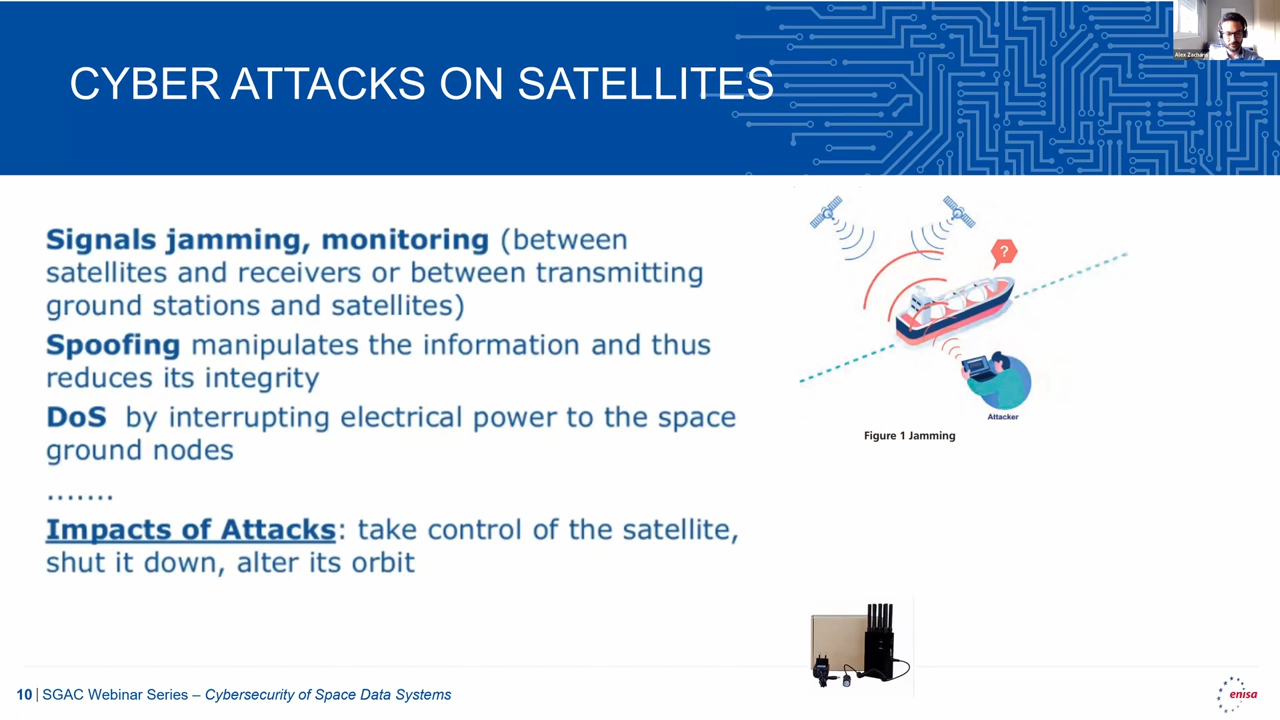 CYBER ATTACKS ON SATELLITES
Signals jamming, monitoring (between
satellites and receivers or between transmitting
ground stations and satellites)
Spoofing manipulates the information and thus
reduces its integrity
DoS by interrupting electrical power to the space
ground nodes
.......
Impacts of Attacks: take control of the satellite,
shut it down, alter its orbit
?
Attacker
Figure 1 Jamming
10 | SGAC Webinar Series – Cybersecurity of Space Data Systems
enisa
Alex Zachari